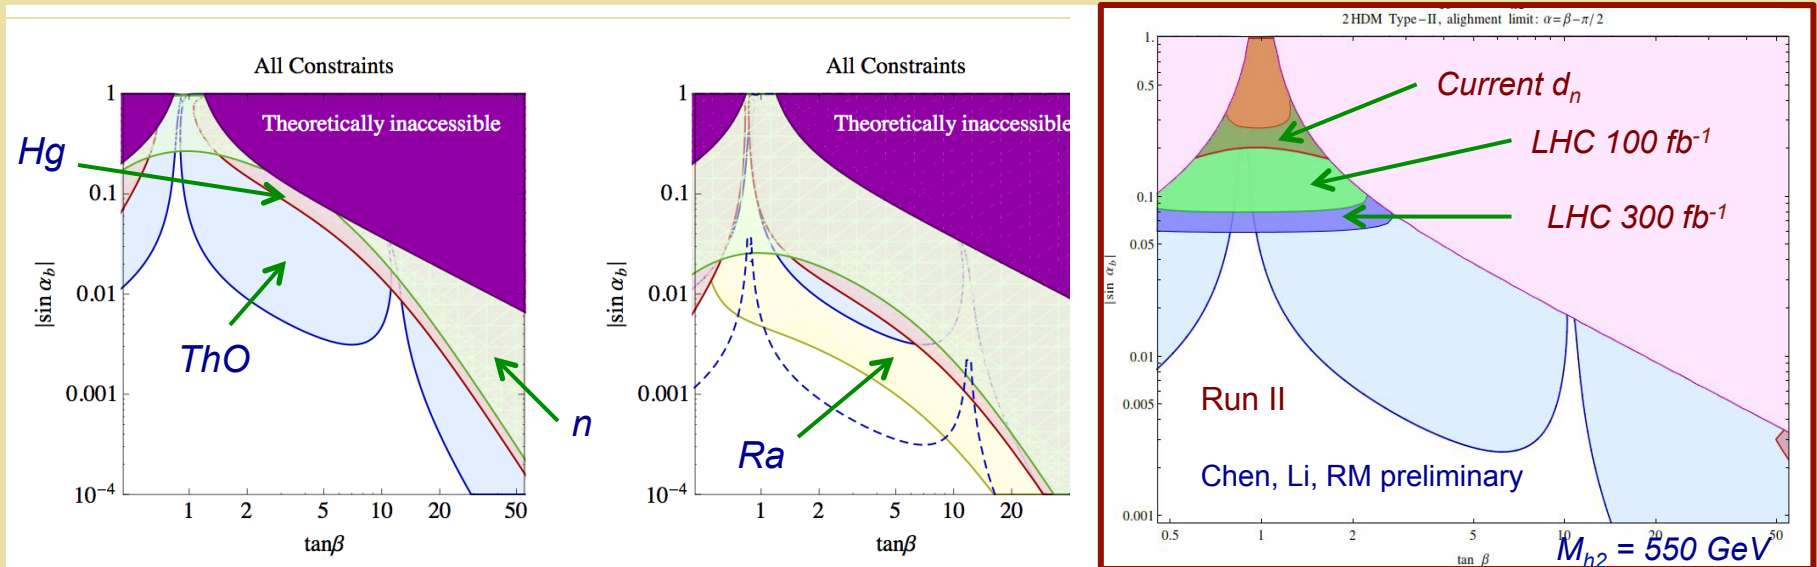 All Constraints
Theoretically inaccessible
Hg
ThO
n
1
0.1
0.01
0.001
10⁻⁴
|sin α_b|
1 2 5 10 20 50
tanβ
All Constraints
Theoretically inaccessible
Ra
1
0.1
0.01
0.001
10⁻⁴
|sin α_b|
1 2 5 10 20
tanβ
2HDM Type-II, alighment limit: α=β-π/2
Current dₙ
LHC 100 fb⁻¹
LHC 300 fb⁻¹
Run II
Chen, Li, RM preliminary
1.
0.5
0.1
0.05
0.01
0.005
0.001
|sin α_b|
0.5 1 2 5 10 20 50
tan β
M_h2 = 550 GeV